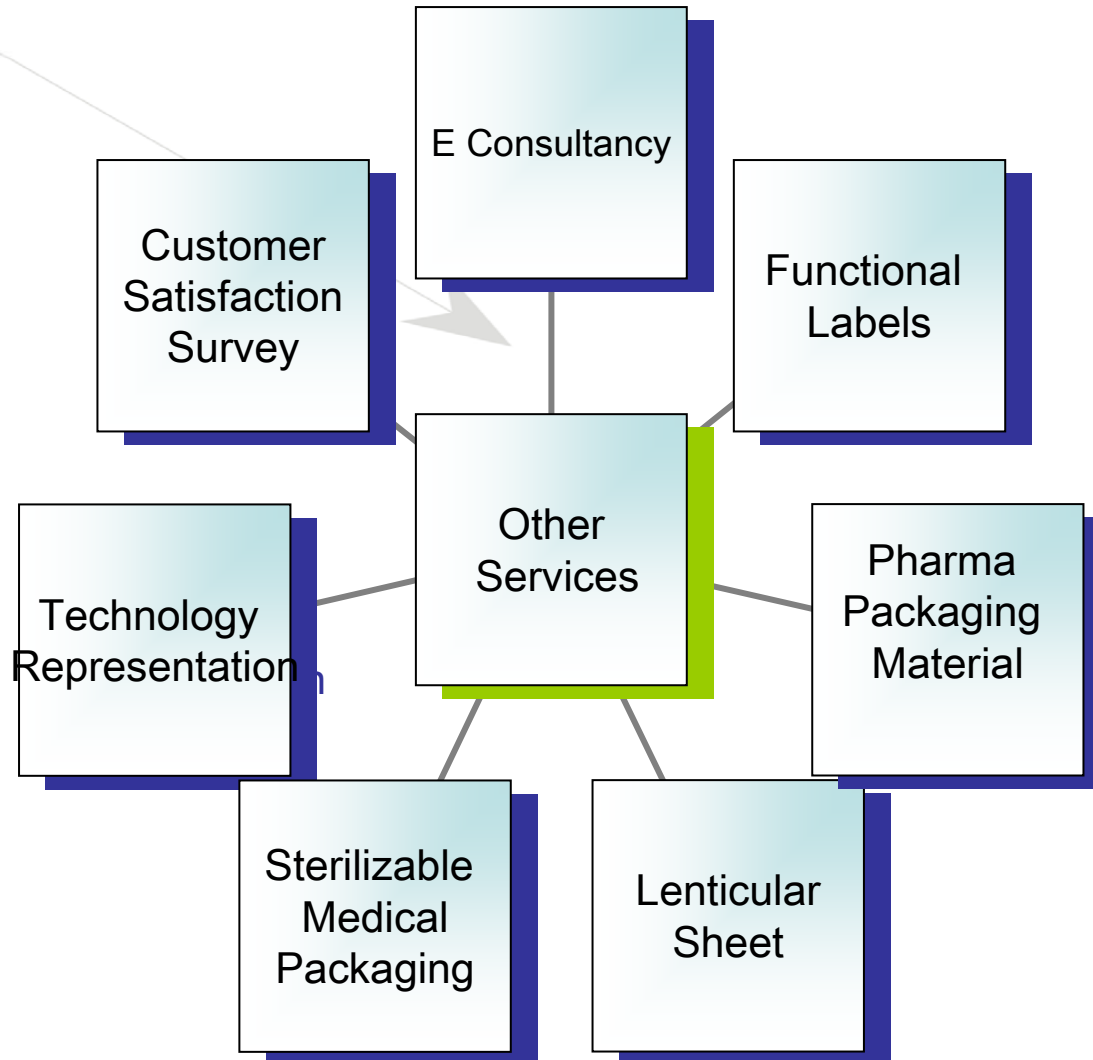 E Consultancy
Customer
Satisfaction
Survey
Functional
Labels
Other
Services
Pharma
Packaging
Material
Technology
Representation
Sterilizable
Medical
Packaging
Lenticular
Sheet